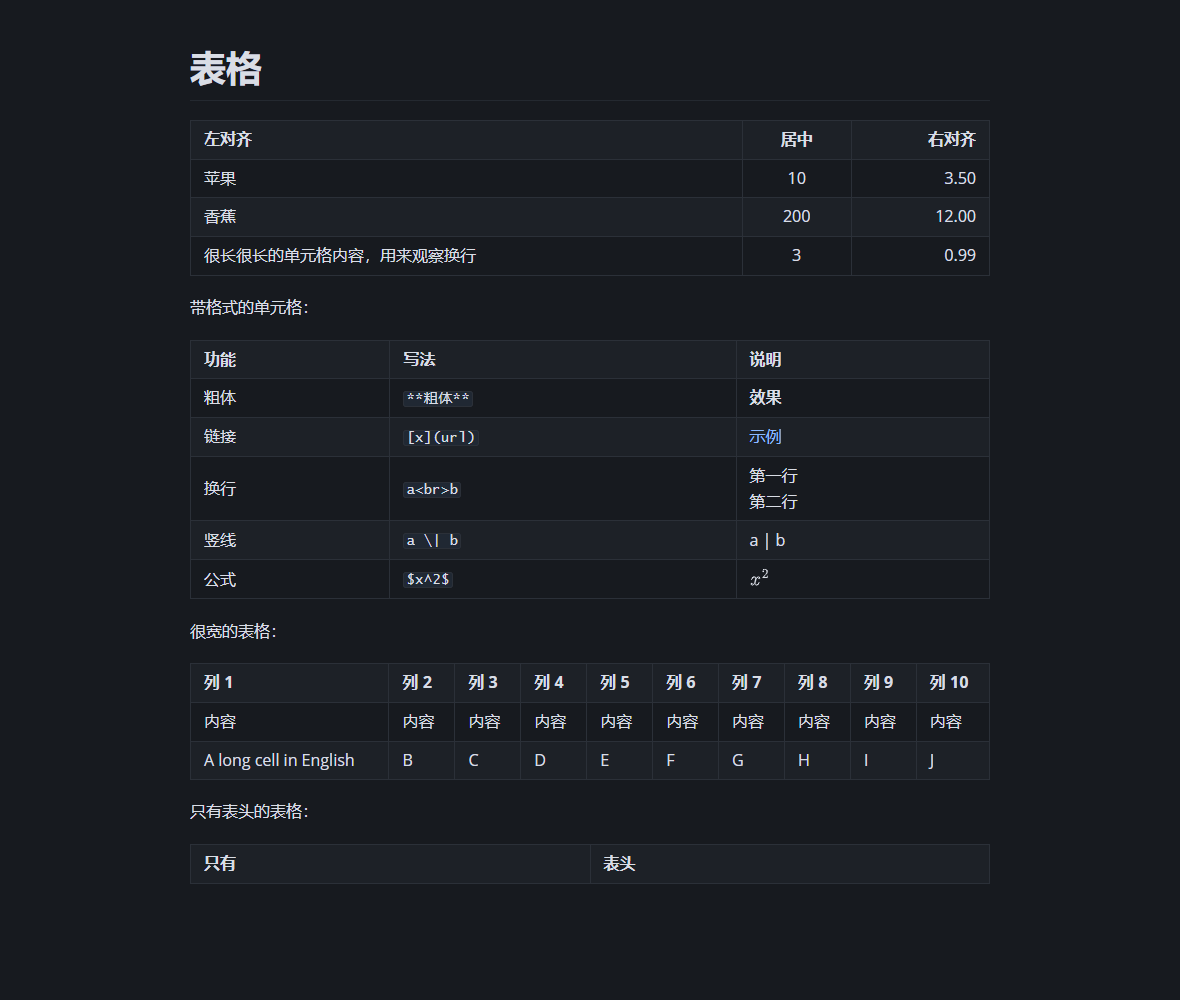 表格
左对齐 居中 右对齐
苹果 10 3.50
香蕉 200 12.00
很长很长的单元格内容，用来观察换行 3 0.99
带格式的单元格：
功能 写法 说明
粗体 **粗体** 效果
链接 [x](url) 示例
换行 a<br>b 第一行
第二行
竖线 a \| b a | b
公式 $x^2$ x²
很宽的表格：
列 1 列 2 列 3 列 4 列 5 列 6 列 7 列 8 列 9 列 10
内容 内容 内容 内容 内容 内容 内容 内容 内容 内容
A long cell in English B C D E F G H I J
只有表头的表格：
只有 表头